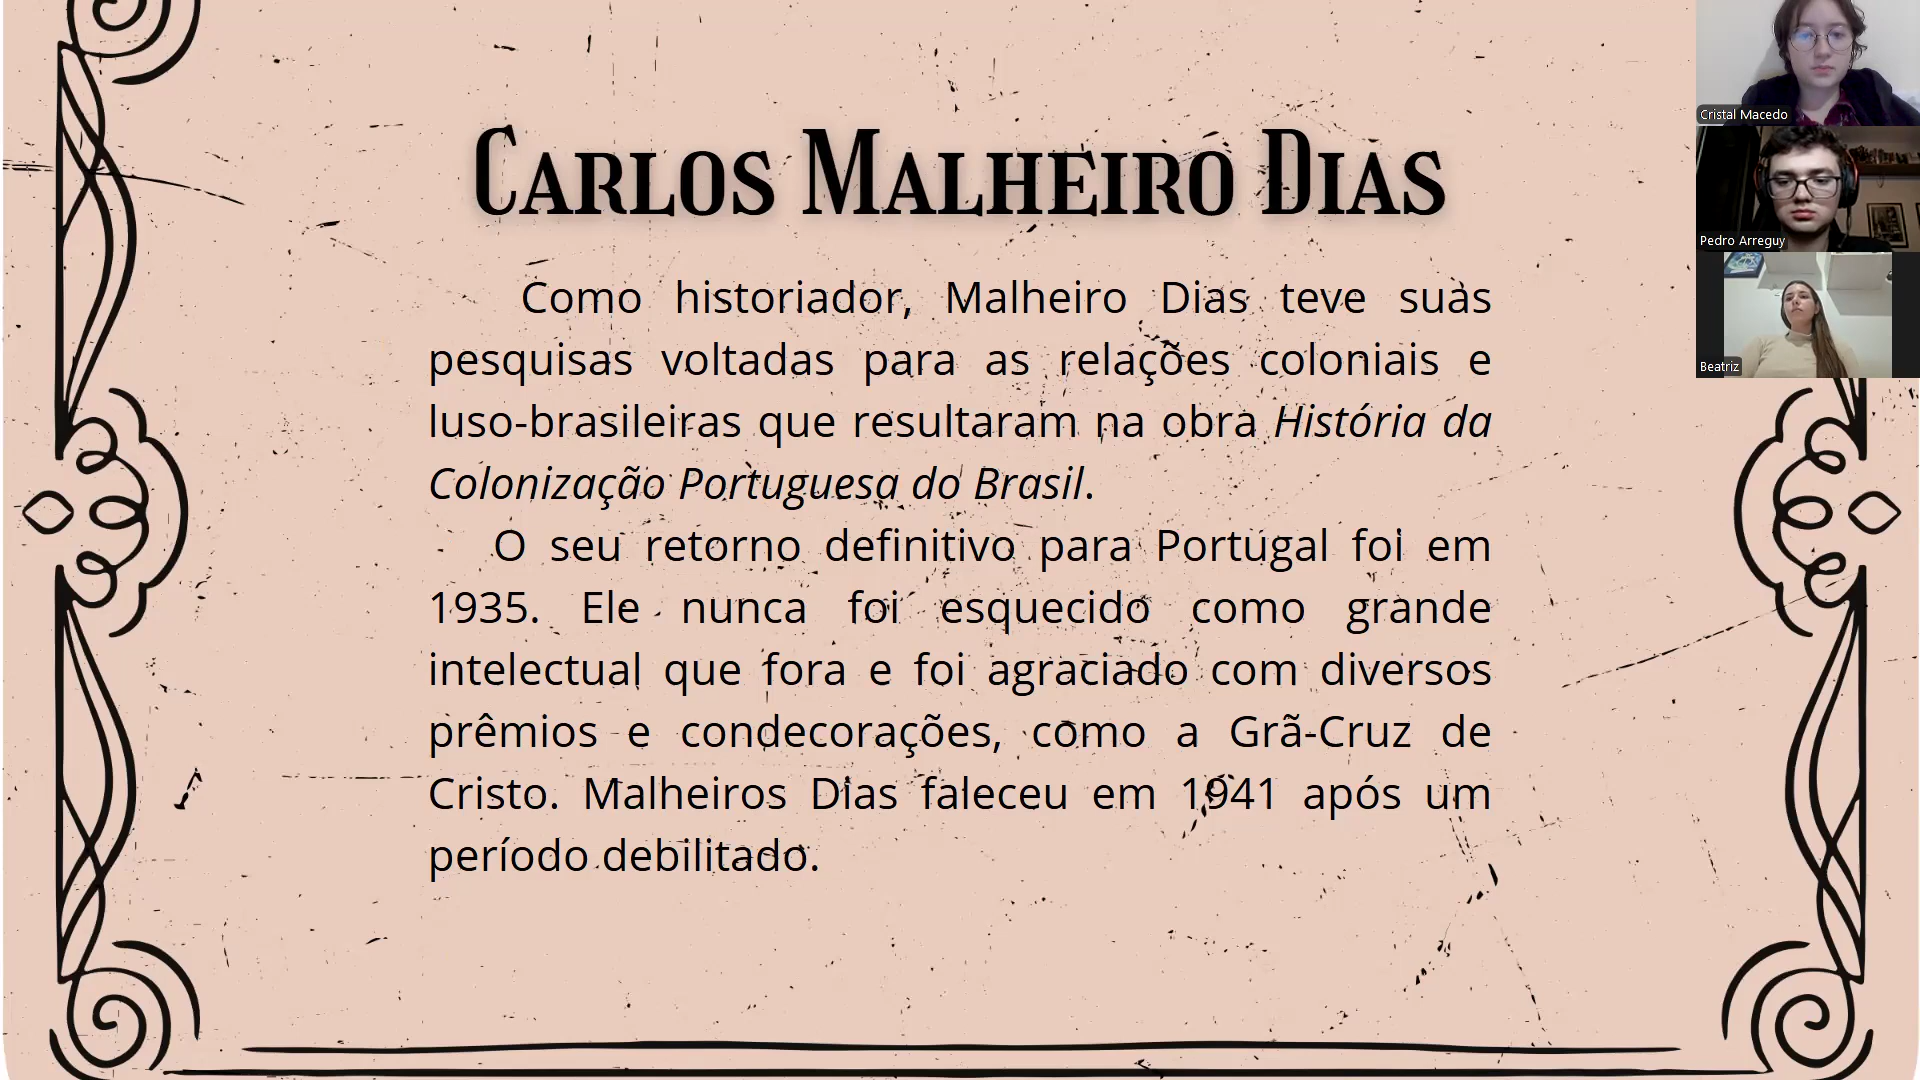 Carlos Malheiro Dias
Como historiador, Malheiro Dias teve suas
pesquisas voltadas para as relações coloniais e
luso-brasileiras que resultaram na obra História da
Colonização Portuguesa do Brasil.
O seu retorno definitivo para Portugal foi em
1935. Ele nunca foi esquecido como grande
intelectual que fora e foi agraciado com diversos
prêmios e condecorações, como a Grã-Cruz de
Cristo. Malheiros Dias faleceu em 1941 após um
período debilitado.
Cristal Macedo
Pedro Arreguy
Beatriz